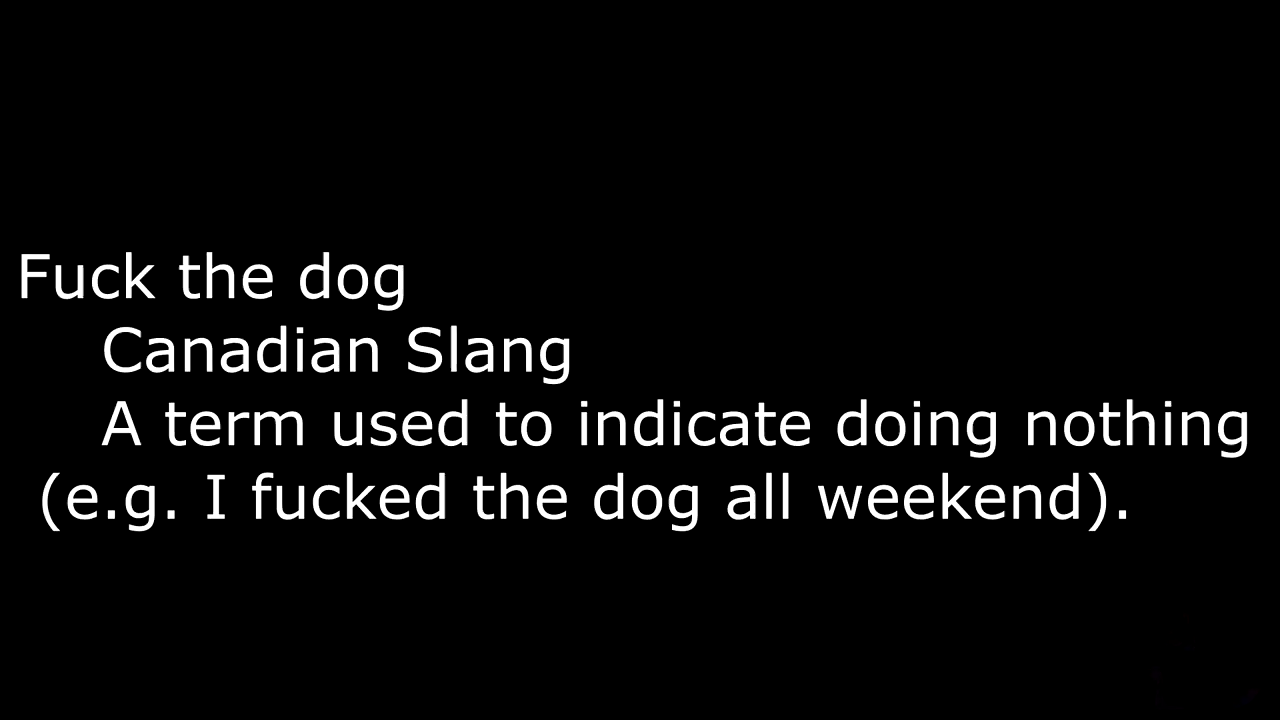 Fuck the dog
Canadian Slang
A term used to indicate doing nothing
(e.g. I fucked the dog all weekend).